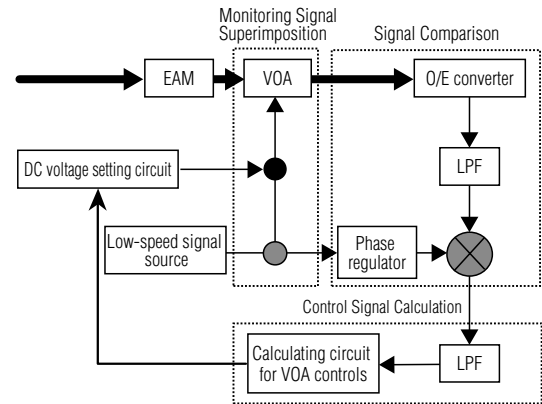 Monitoring Signal
Superimposition
Signal Comparison
EAM
VOA
O/E converter
DC voltage setting circuit
LPF
Low-speed signal
source
Phase
regulator
Control Signal Calculation
Calculating circuit
for VOA controls
LPF